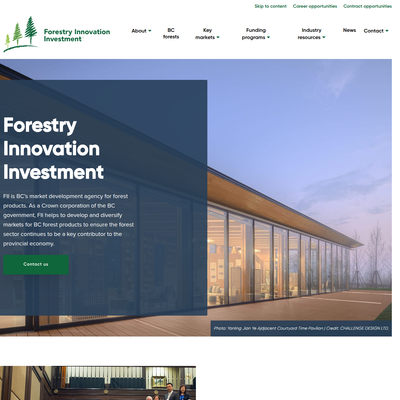 Skip to content Career opportunities Contract opportunities
Forestry Innovation
Investment
About
BC
forests
Key
markets
Funding
programs
Industry
resources
News
Contact
Forestry
Innovation
Investment
FII is BC's market development agency for forest
products. As a Crown corporation of the BC
government, FII helps to develop and diversify
markets for BC forest products to ensure the forest
sector continues to be a key contributor to the
provincial economy.
Contact us
Photo: Yanting Jan Ye Adjacent Courtyard Time Pavilion | Credit: CHALLENGE DESIGN LTD.